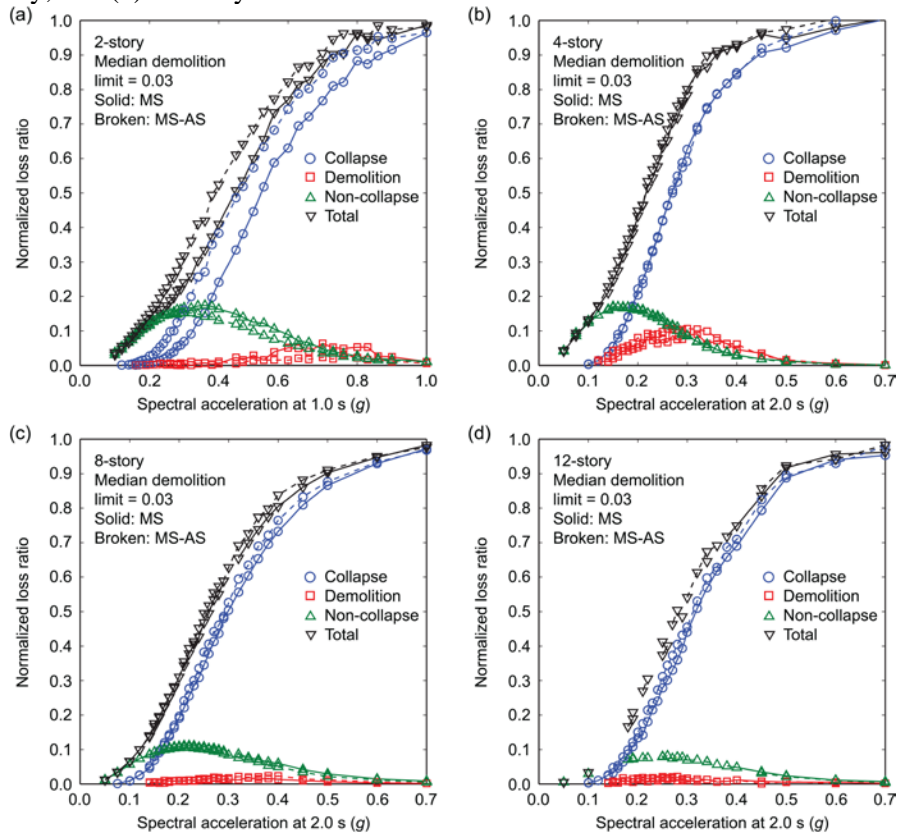 (a)
2-story
Median demolition
limit = 0.03
Solid: MS
Broken: MS-AS
Collapse
Demolition
Non-collapse
Total
Normalized loss ratio
1.0
0.9
0.8
0.7
0.6
0.5
0.4
0.3
0.2
0.1
0.0
0.0 0.2 0.4 0.6 0.8 1.0
Spectral acceleration at 1.0 s (g)
(b)
4-story
Median demolition
limit = 0.03
Solid: MS
Broken: MS-AS
Collapse
Demolition
Non-collapse
Total
Normalized loss ratio
1.0
0.9
0.8
0.7
0.6
0.5
0.4
0.3
0.2
0.1
0.0
0.0 0.1 0.2 0.3 0.4 0.5 0.6 0.7
Spectral acceleration at 2.0 s (g)
(c)
8-story
Median demolition
limit = 0.03
Solid: MS
Broken: MS-AS
Collapse
Demolition
Non-collapse
Total
Normalized loss ratio
1.0
0.9
0.8
0.7
0.6
0.5
0.4
0.3
0.2
0.1
0.0
0.0 0.1 0.2 0.3 0.4 0.5 0.6 0.7
Spectral acceleration at 2.0 s (g)
(d)
12-story
Median demolition
limit = 0.03
Solid: MS
Broken: MS-AS
Collapse
Demolition
Non-collapse
Total
Normalized loss ratio
1.0
0.9
0.8
0.7
0.6
0.5
0.4
0.3
0.2
0.1
0.0
0.0 0.1 0.2 0.3 0.4 0.5 0.6 0.7
Spectral acceleration at 2.0 s (g)